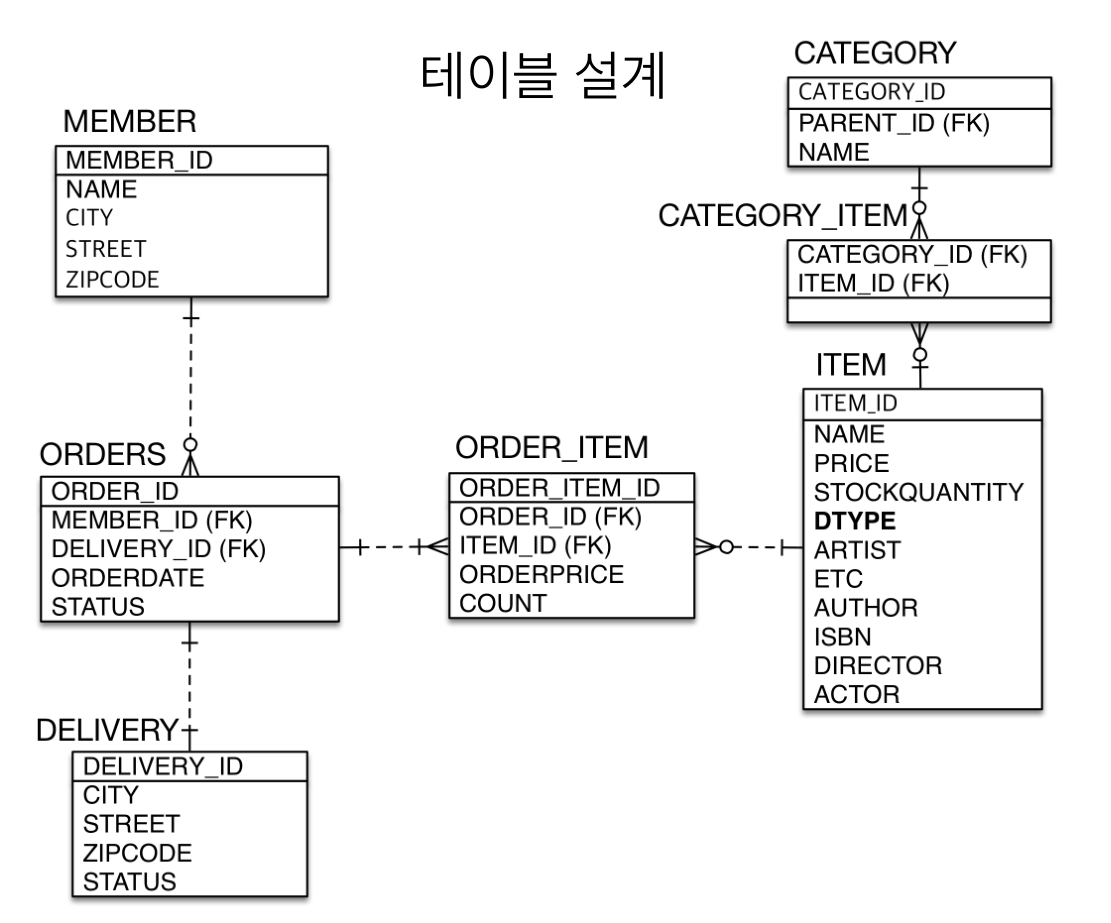 테이블 설계
MEMBER
MEMBER_ID
NAME
CITY
STREET
ZIPCODE
ORDERS
ORDER_ID
MEMBER_ID (FK)
DELIVERY_ID (FK)
ORDERDATE
STATUS
DELIVERY
DELIVERY_ID
CITY
STREET
ZIPCODE
STATUS
ORDER_ITEM
ORDER_ITEM_ID
ORDER_ID (FK)
ITEM_ID (FK)
ORDERPRICE
COUNT
CATEGORY
CATEGORY_ID
PARENT_ID (FK)
NAME
CATEGORY_ITEM
CATEGORY_ID (FK)
ITEM_ID (FK)
ITEM
ITEM_ID
NAME
PRICE
STOCKQUANTITY
DTYPE
ARTIST
ETC
AUTHOR
ISBN
DIRECTOR
ACTOR